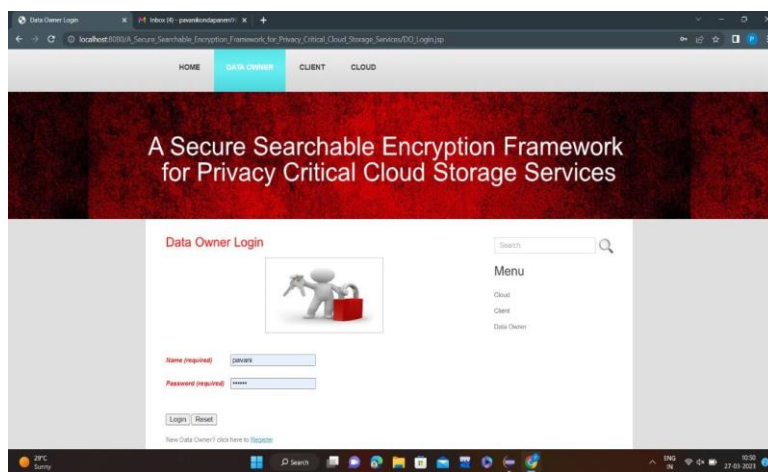 Data Owner Login
Inbox (4) - pavanikondapaneni9
localhost:8080/A_Secure_Searchable_Encryption_Framework_for_Privacy_Critical_Cloud_Storage_Services/DO_Login.jsp
HOME DATA OWNER CLIENT CLOUD
A Secure Searchable Encryption Framework
for Privacy Critical Cloud Storage Services
Data Owner Login
Search
Menu
Cloud
Client
Data Owner
Name (required) pavani
Password (required) ••••••
Login Reset
New Data Owner? click here to Register
29°C
Sunny
Search
ENG
IN
10:50
27-03-2023